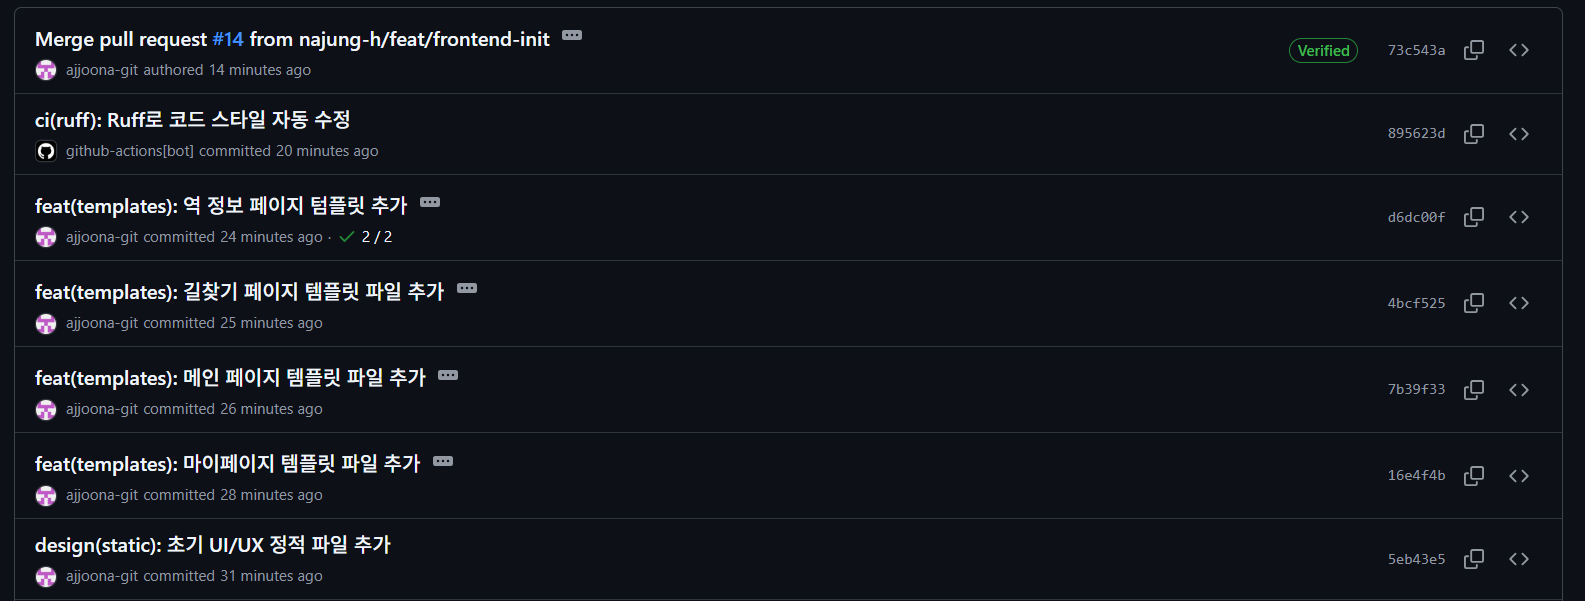 Merge pull request #14 from najung-h/feat/frontend-init
ajjoona-git authored 14 minutes ago
Verified
73c543a
ci(ruff): Ruff로 코드 스타일 자동 수정
github-actions[bot] committed 20 minutes ago
895623d
feat(templates): 역 정보 페이지 텀플릿 추가
ajjoona-git committed 24 minutes ago · 2 / 2
d6dc00f
feat(templates): 길찾기 페이지 템플릿 파일 추가
ajjoona-git committed 25 minutes ago
4bcf525
feat(templates): 메인 페이지 템플릿 파일 추가
ajjoona-git committed 26 minutes ago
7b39f33
feat(templates): 마이페이지 템플릿 파일 추가
ajjoona-git committed 28 minutes ago
16e4f4b
design(static): 초기 UI/UX 정적 파일 추가
ajjoona-git committed 31 minutes ago
5eb43e5